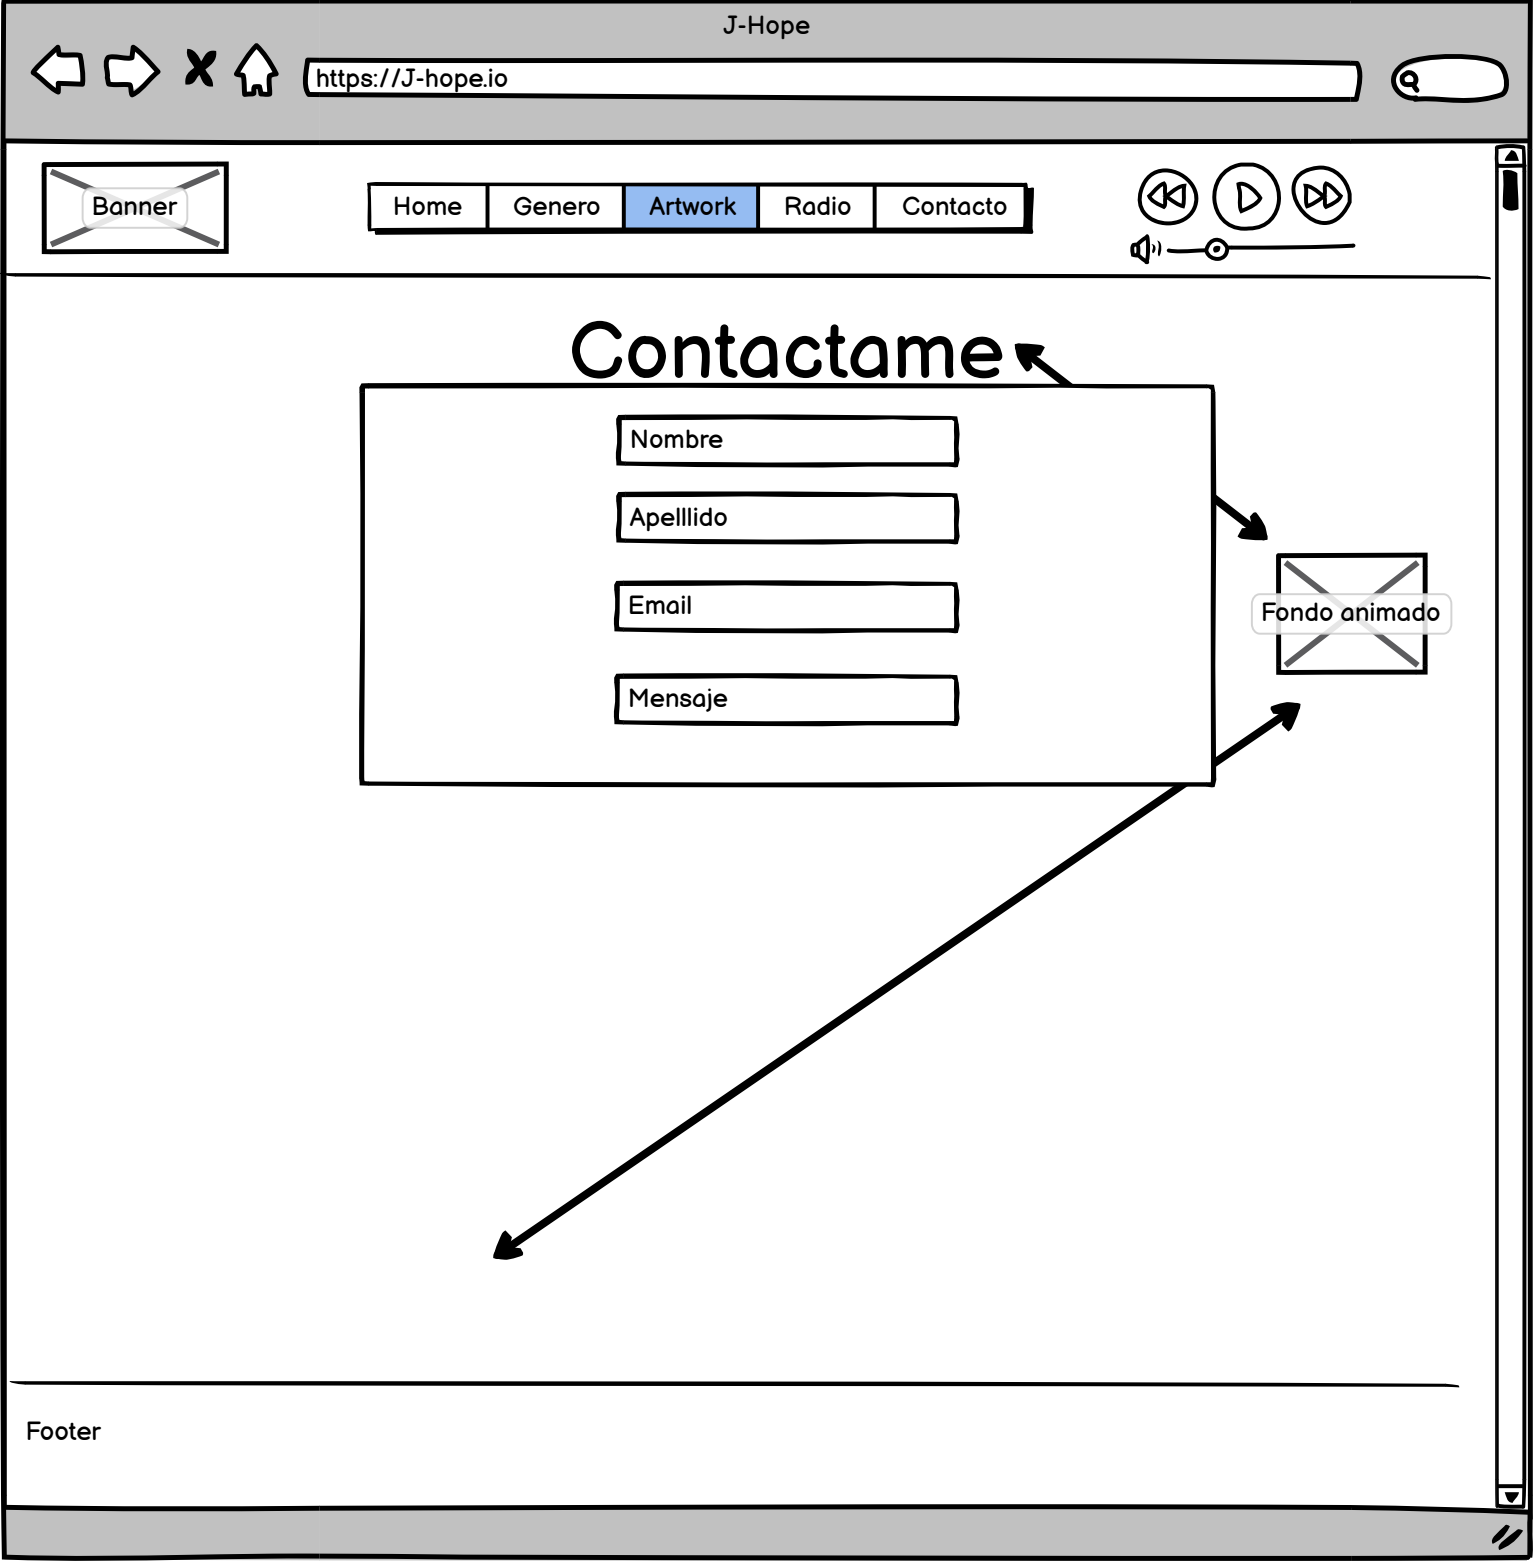 J-Hope
https://J-hope.io
Banner
Home Genero Artwork Radio Contacto
Contactame
Nombre
Apelllido
Email
Fondo animado
Mensaje
Footer